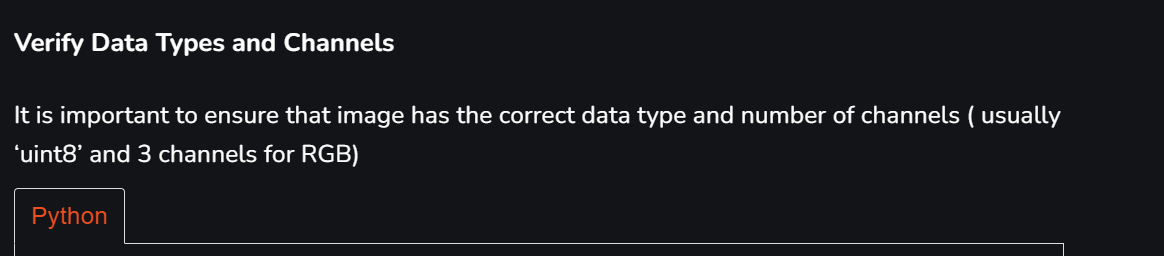 Verify Data Types and Channels
It is important to ensure that image has the correct data type and number of channels ( usually
‘uint8’ and 3 channels for RGB)
Python